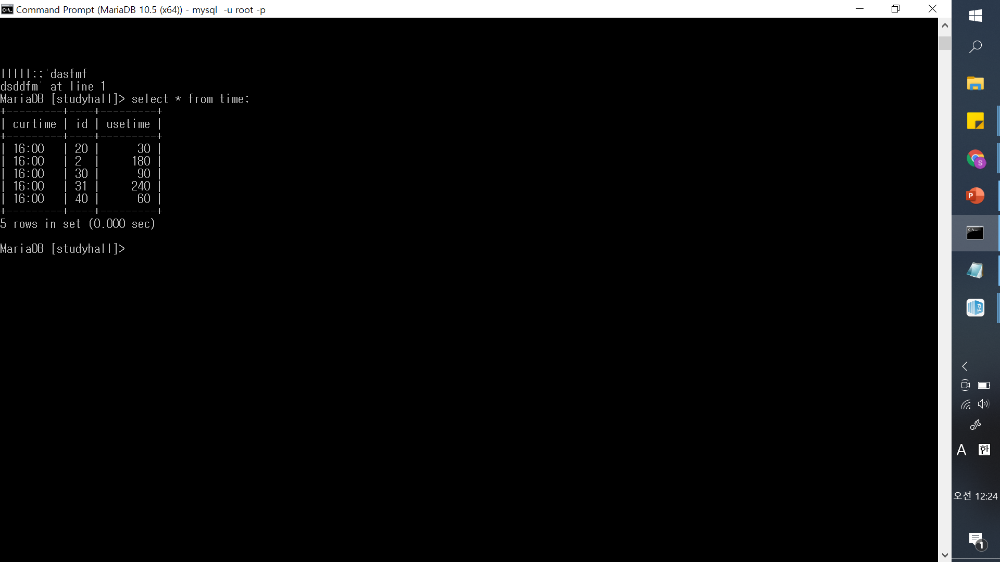 Command Prompt (MariaDB 10.5 (x64)) - mysql  -u root -p
lllll;;'dasfmf
dsddfm' at line 1
MariaDB [studyhall]> select * from time;
+---------+----+---------+
| curtime | id | usetime |
+---------+----+---------+
| 16:00   | 20 |      30 |
| 16:00   | 2  |     180 |
| 16:00   | 30 |      90 |
| 16:00   | 31 |     240 |
| 16:00   | 40 |      60 |
+---------+----+---------+
5 rows in set (0.000 sec)
MariaDB [studyhall]>
S
P
A 한
오전 12:24
1